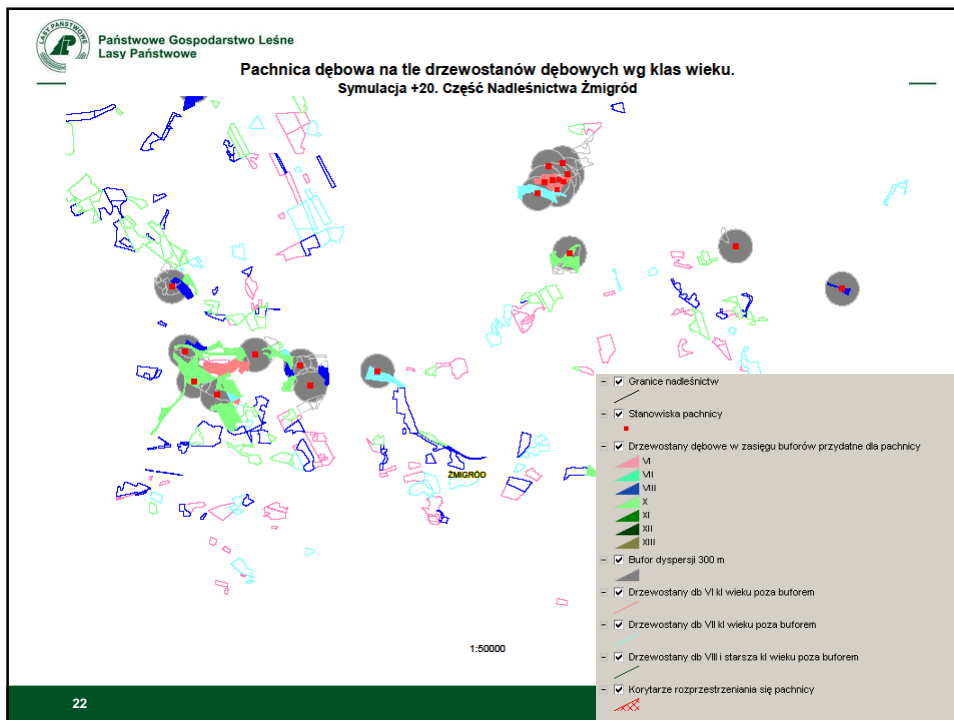 LASY PAŃSTWOWE
Państwowe Gospodarstwo Leśne
Lasy Państwowe
Pachnica dębowa na tle drzewostanów dębowych wg klas wieku.
Symulacja +20. Część Nadleśnictwa Żmigród
ŻMIGRÓD
1:50000
Granice nadleśnictw
Stanowiska pachnicy
Drzewostany dębowe w zasięgu buforów przydatne dla pachnicy
VI
VII
VIII
X
XI
XII
XIII
Bufor dyspersji 300 m
Drzewostany db VI kl wieku poza buforem
Drzewostany db VII kl wieku poza buforem
Drzewostany db VIII i starsza kl wieku poza buforem
Korytarze rozprzestrzeniania się pachnicy
22